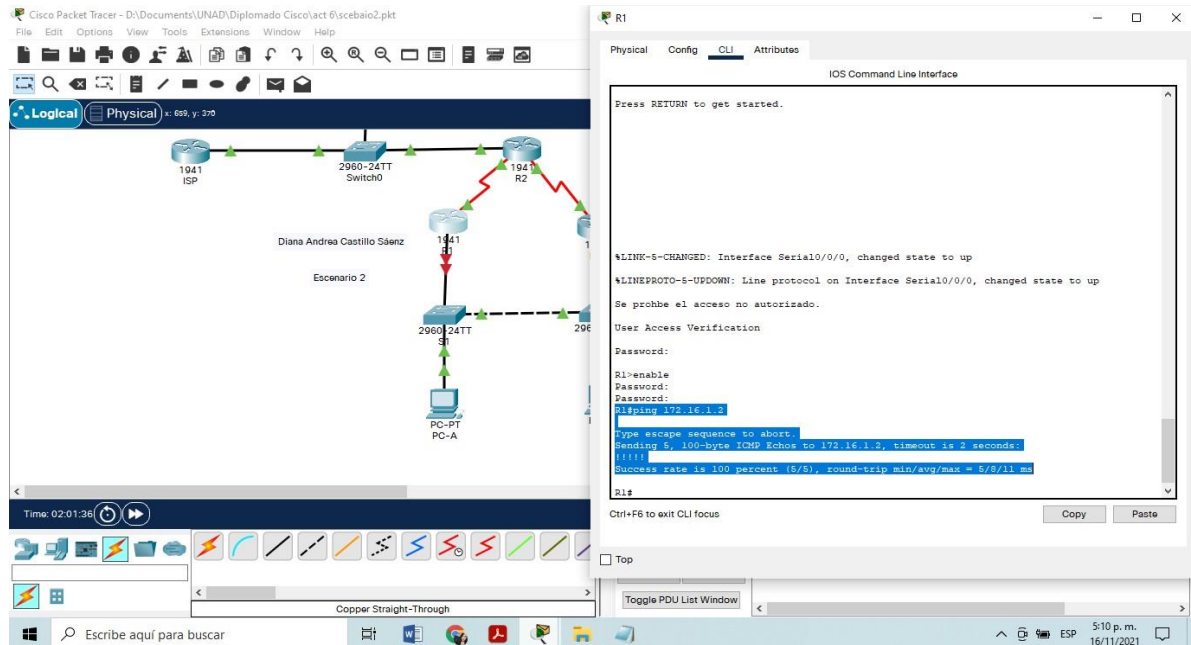 Cisco Packet Tracer - D:\Documents\UNAD\Diplomado Cisco\act 6\scebaio2.pkt
File Edit Options View Tools Extensions Window Help
Logical Physical x: 659, y: 370
1941
ISP
2960-24TT
Switch0
1941
R2
Diana Andrea Castillo Sáenz
1941
R1
Escenario 2
2960-24TT
S1
296
PC-PT
PC-A
Time: 02:01:36
Copper Straight-Through
R1
Physical Config CLI Attributes
IOS Command Line Interface
Press RETURN to get started.
%LINK-5-CHANGED: Interface Serial0/0/0, changed state to up
%LINEPROTO-5-UPDOWN: Line protocol on Interface Serial0/0/0, changed state to up
Se prohbe el acceso no autorizado.
User Access Verification
Password:
R1>enable
Password:
Password:
R1#ping 172.16.1.2
Type escape sequence to abort.
Sending 5, 100-byte ICMP Echos to 172.16.1.2, timeout is 2 seconds:
!!!!!
Success rate is 100 percent (5/5), round-trip min/avg/max = 5/8/11 ms
R1#
Ctrl+F6 to exit CLI focus
Copy Paste
Top
Toggle PDU List Window
Escribe aquí para buscar
ESP
5:10 p. m.
16/11/2021